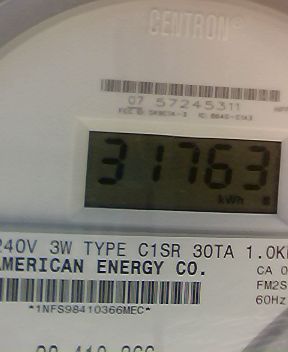 CENTRON®
07 57245311
31763
kWh
240V 3W TYPE C1SR 30TA 1.0K
AMERICAN ENERGY CO.
CA 0
FM2S
60Hz
*1NFS98410366MEC*